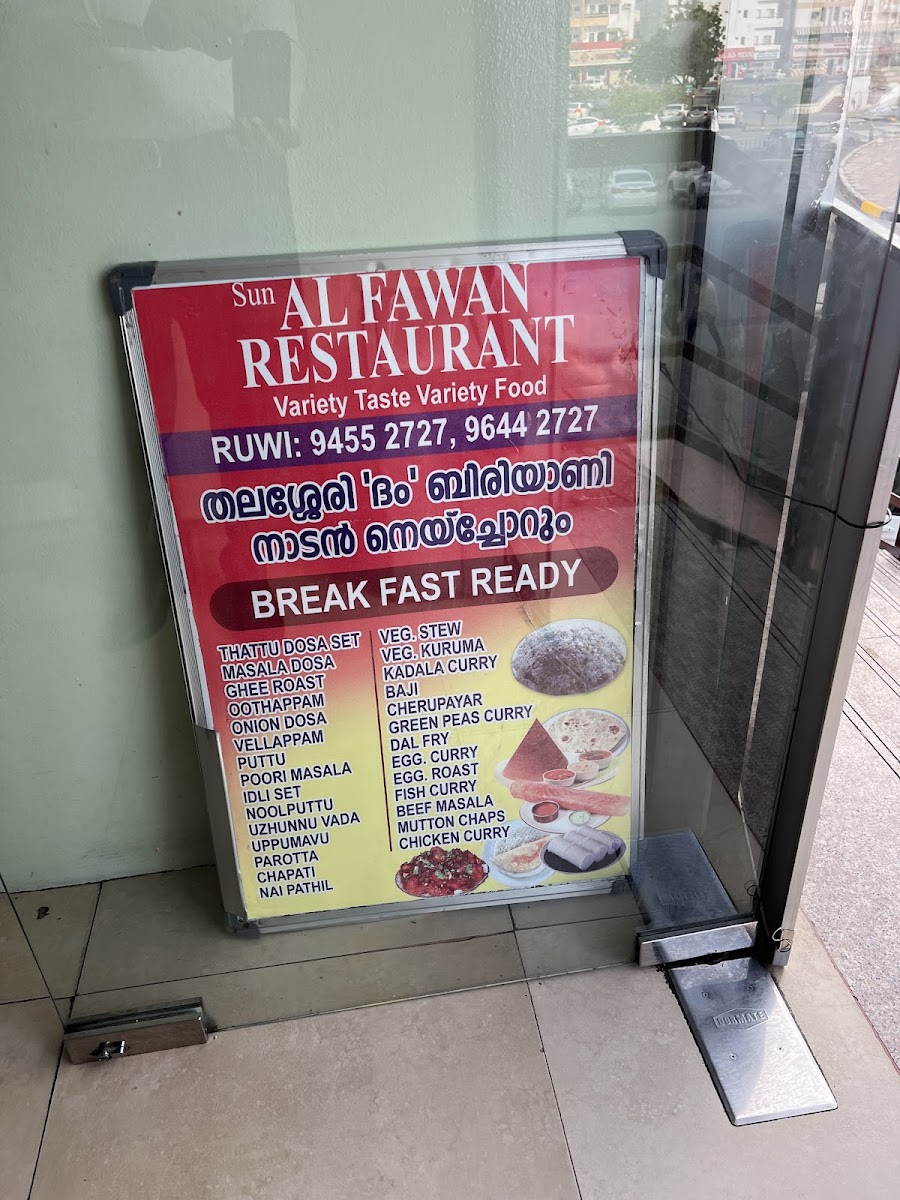 Sun AL FAWAN
RESTAURANT
Variety Taste Variety Food
RUWI: 9455 2727, 9644 2727
തലശ്ശേരി 'ദം' ബിരിയാണി
നാടൻ നെയ്ച്ചോറും
BREAK FAST READY
THATTU DOSA SET
MASALA DOSA
GHEE ROAST
OOTHAPPAM
ONION DOSA
VELLAPPAM
PUTTU
POORI MASALA
IDLI SET
NOOLPUTTU
UZHUNNU VADA
UPPUMAVU
PAROTTA
CHAPATI
NAI PATHIL
VEG. STEW
VEG. KURUMA
KADALA CURRY
BAJI
CHERUPAYAR
GREEN PEAS CURRY
DAL FRY
EGG. CURRY
EGG. ROAST
FISH CURRY
BEEF MASALA
MUTTON CHAPS
CHICKEN CURRY
DORMATE